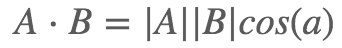 A · B = |A||B|cos(a)